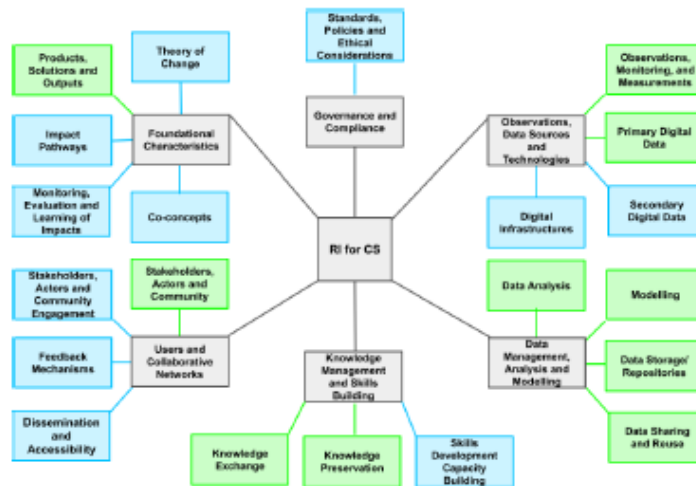 Standards,
Policies and
Ethical
Considerations
Products,
Solutions and
Outputs
Theory of
Change
Observations,
Monitoring, and
Measurements
Governance and
Compliance
Impact
Pathways
Foundational
Characteristics
Observations,
Data Sources
and
Technologies
Primary Digital
Data
Monitoring,
Evaluation and
Learning of
Impacts
Co-concepts
Digital
Infrastructures
Secondary
Digital Data
RI for CS
Stakeholders,
Actors and
Community
Engagement
Stakeholders,
Actors and
Community
Data Analysis
Modelling
Feedback
Mechanisms
Users and
Collaborative
Networks
Knowledge
Management
and Skills
Building
Data
Management,
Analysis and
Modelling
Data Storage/
Repositories
Dissemination
and
Accessibility
Knowledge
Exchange
Knowledge
Preservation
Skills
Development
Capacity
Building
Data Sharing
and Reuse